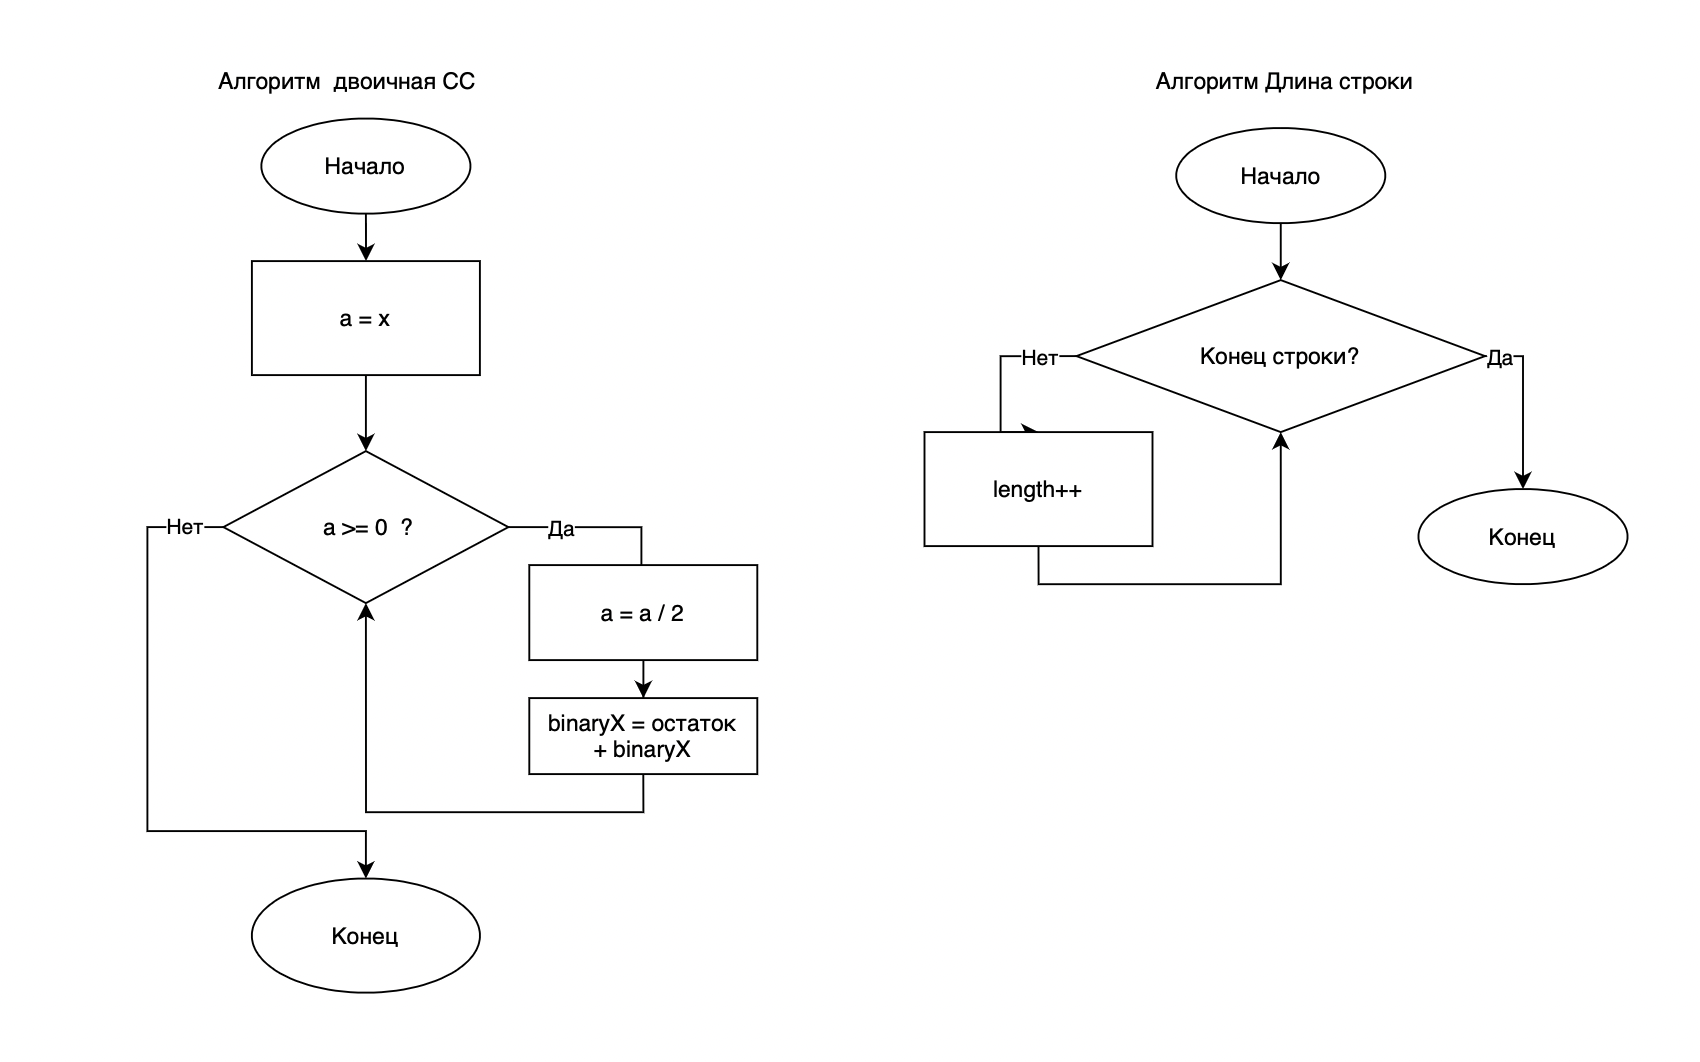 Алгоритм  двоичная СС
Начало
a = x
a >= 0  ?
Нет
Да
a = a / 2
binaryX = остаток
+ binaryX
Конец
Алгоритм Длина строки
Начало
Конец строки?
Нет
Да
length++
Конец